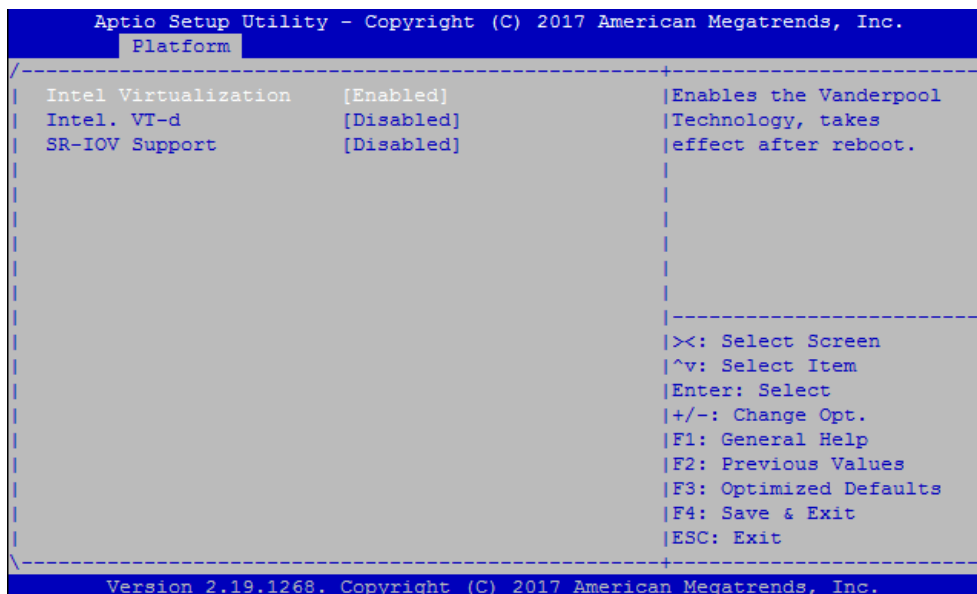 Aptio Setup Utility - Copyright (C) 2017 American Megatrends, Inc.
Platform
Intel Virtualization [Enabled]
Intel. VT-d [Disabled]
SR-IOV Support [Disabled]
Enables the Vanderpool
Technology, takes
effect after reboot.
><: Select Screen
^v: Select Item
Enter: Select
+/-: Change Opt.
F1: General Help
F2: Previous Values
F3: Optimized Defaults
F4: Save & Exit
ESC: Exit
Version 2.19.1268. Copyright (C) 2017 American Megatrends, Inc.